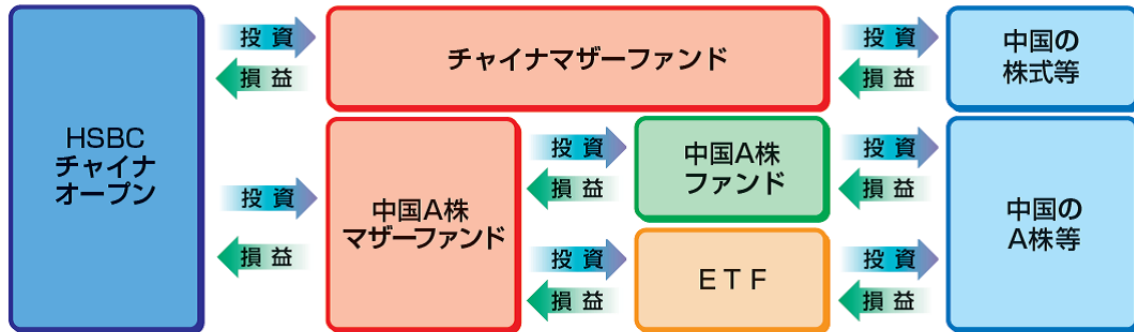 HSBC
チャイナ
オープン
投資
損益
チャイナマザーファンド
投資
損益
中国の
株式等
投資
損益
中国A株
マザーファンド
投資
損益
中国A株
ファンド
投資
損益
投資
損益
ETF
投資
損益
中国の
A株等